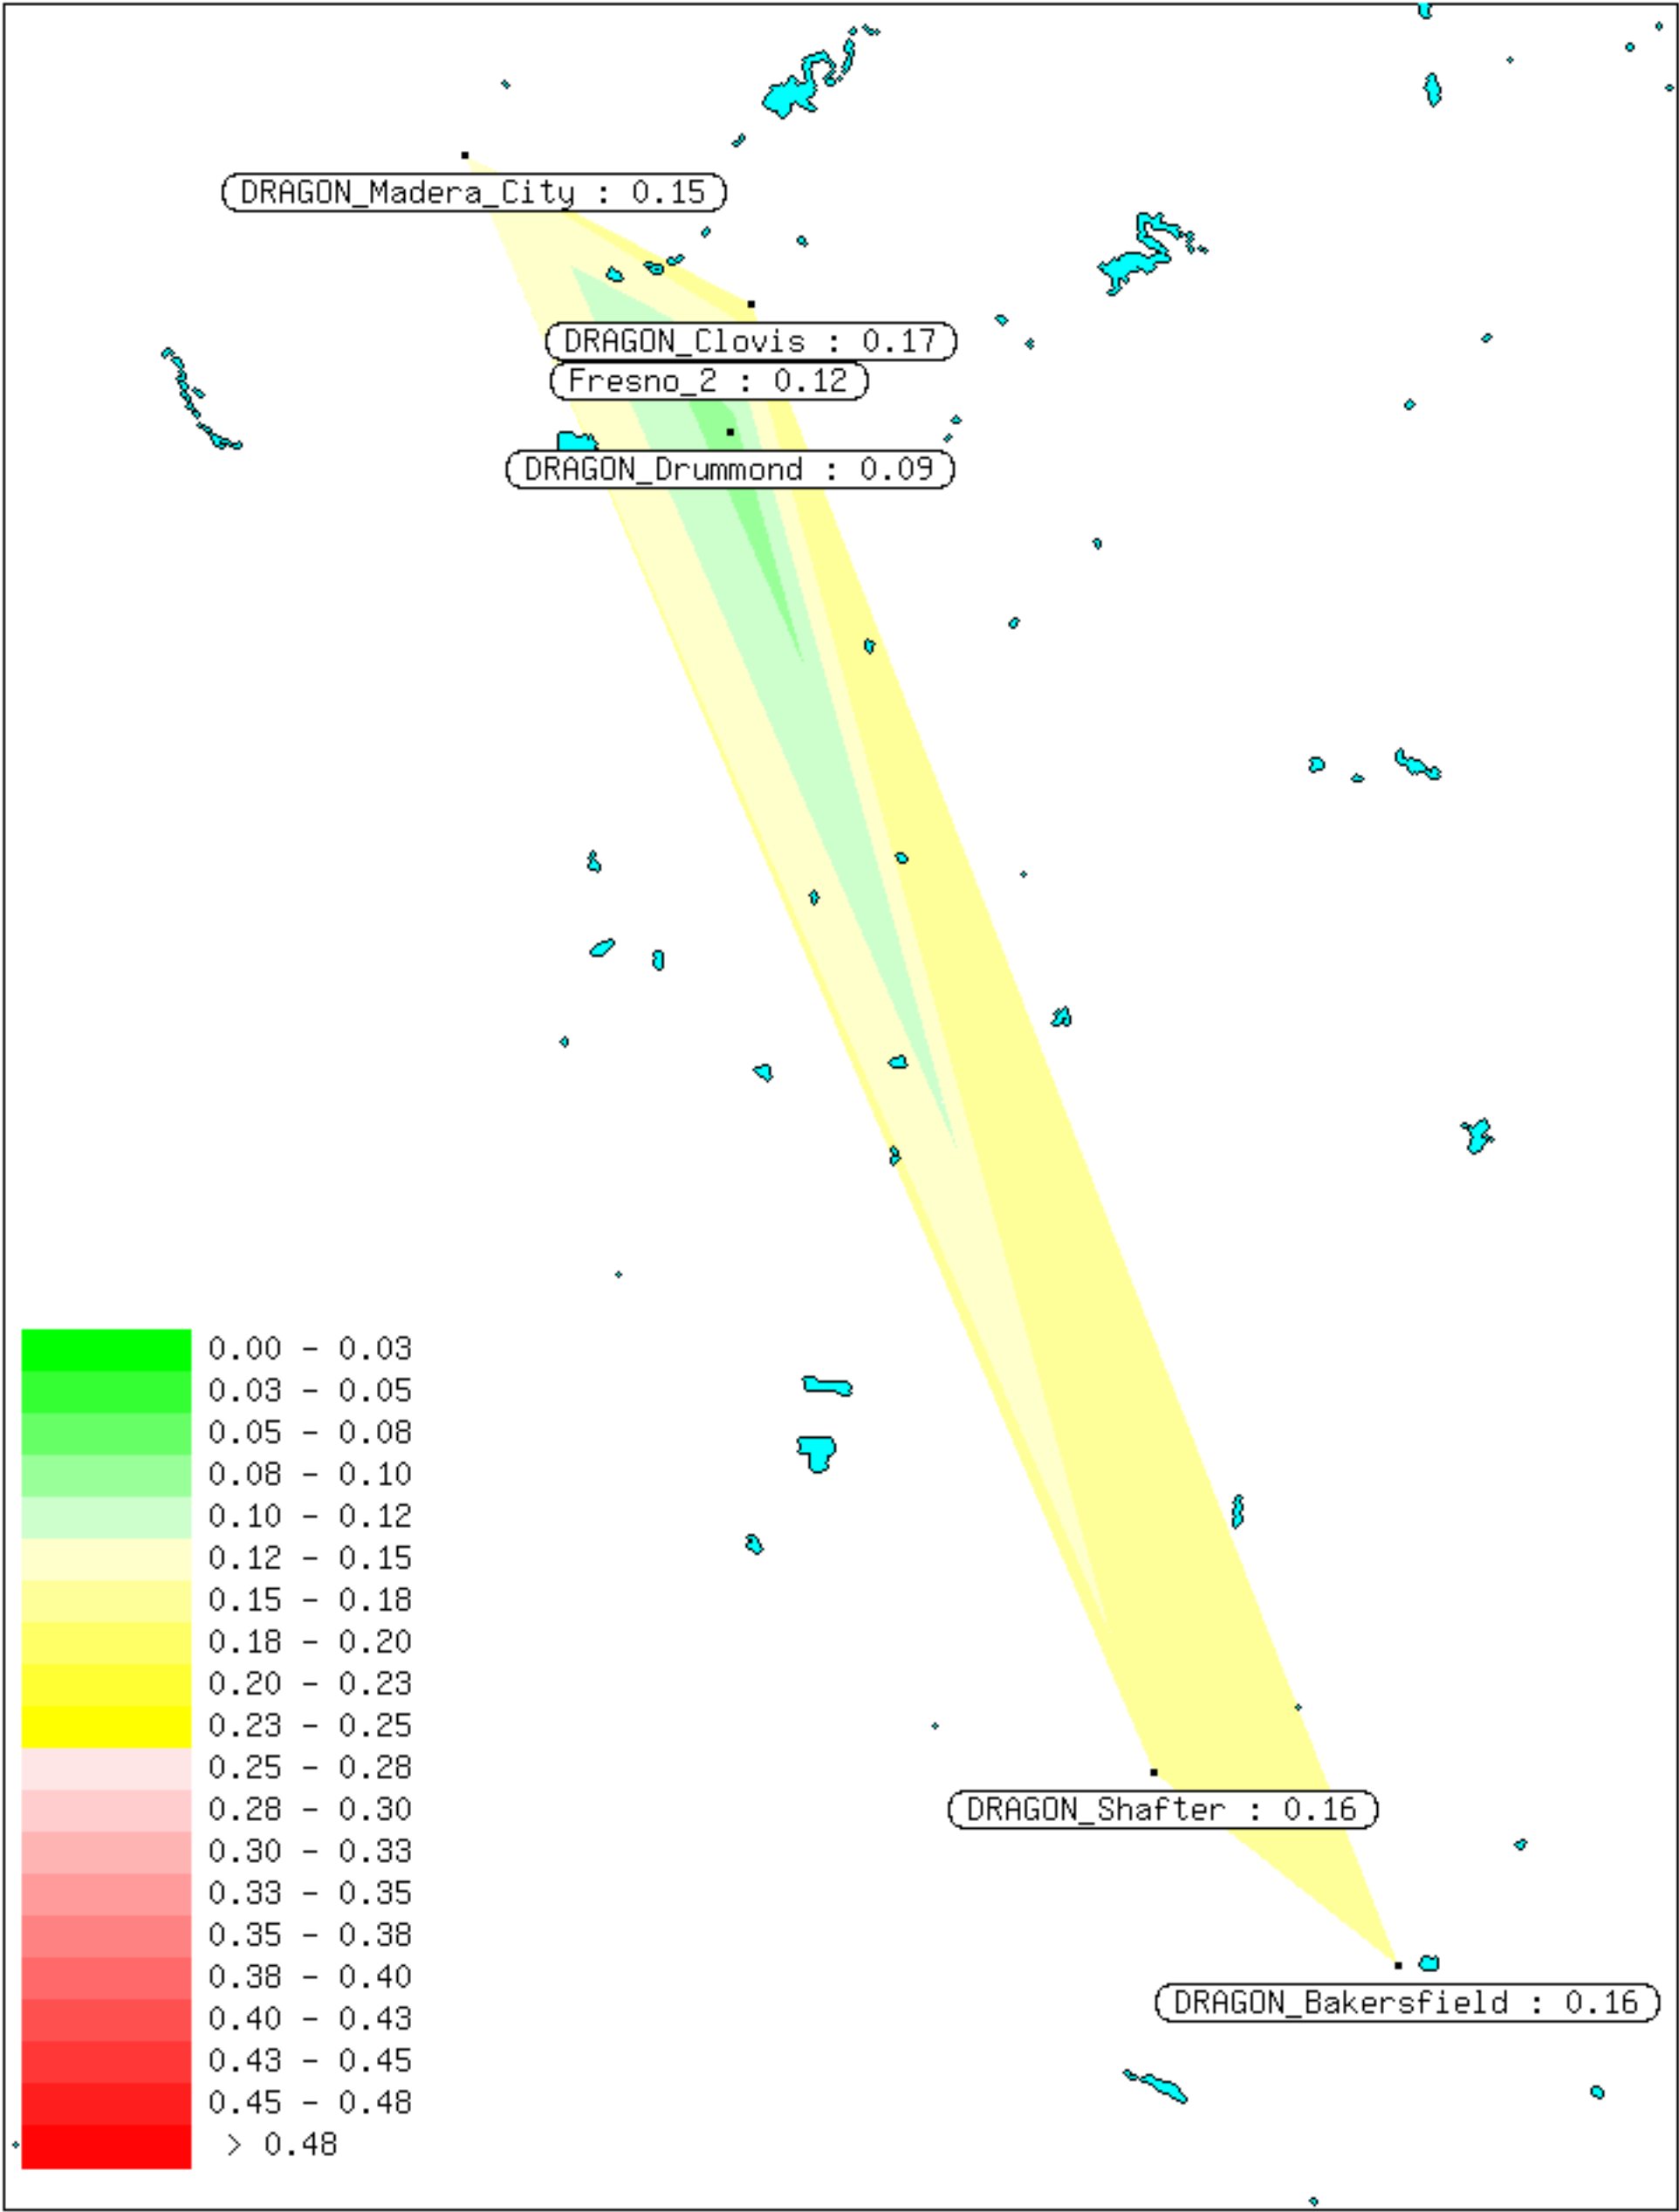 DRAGON_Madera_City : 0.15
DRAGON_Clovis : 0.17
Fresno_2 : 0.12
DRAGON_Drummond : 0.09
0.00 - 0.03
0.03 - 0.05
0.05 - 0.08
0.08 - 0.10
0.10 - 0.12
0.12 - 0.15
0.15 - 0.18
0.18 - 0.20
0.20 - 0.23
0.23 - 0.25
0.25 - 0.28
0.28 - 0.30
0.30 - 0.33
0.33 - 0.35
0.35 - 0.38
0.38 - 0.40
0.40 - 0.43
0.43 - 0.45
0.45 - 0.48
> 0.48
DRAGON_Shafter : 0.16
DRAGON_Bakersfield : 0.16